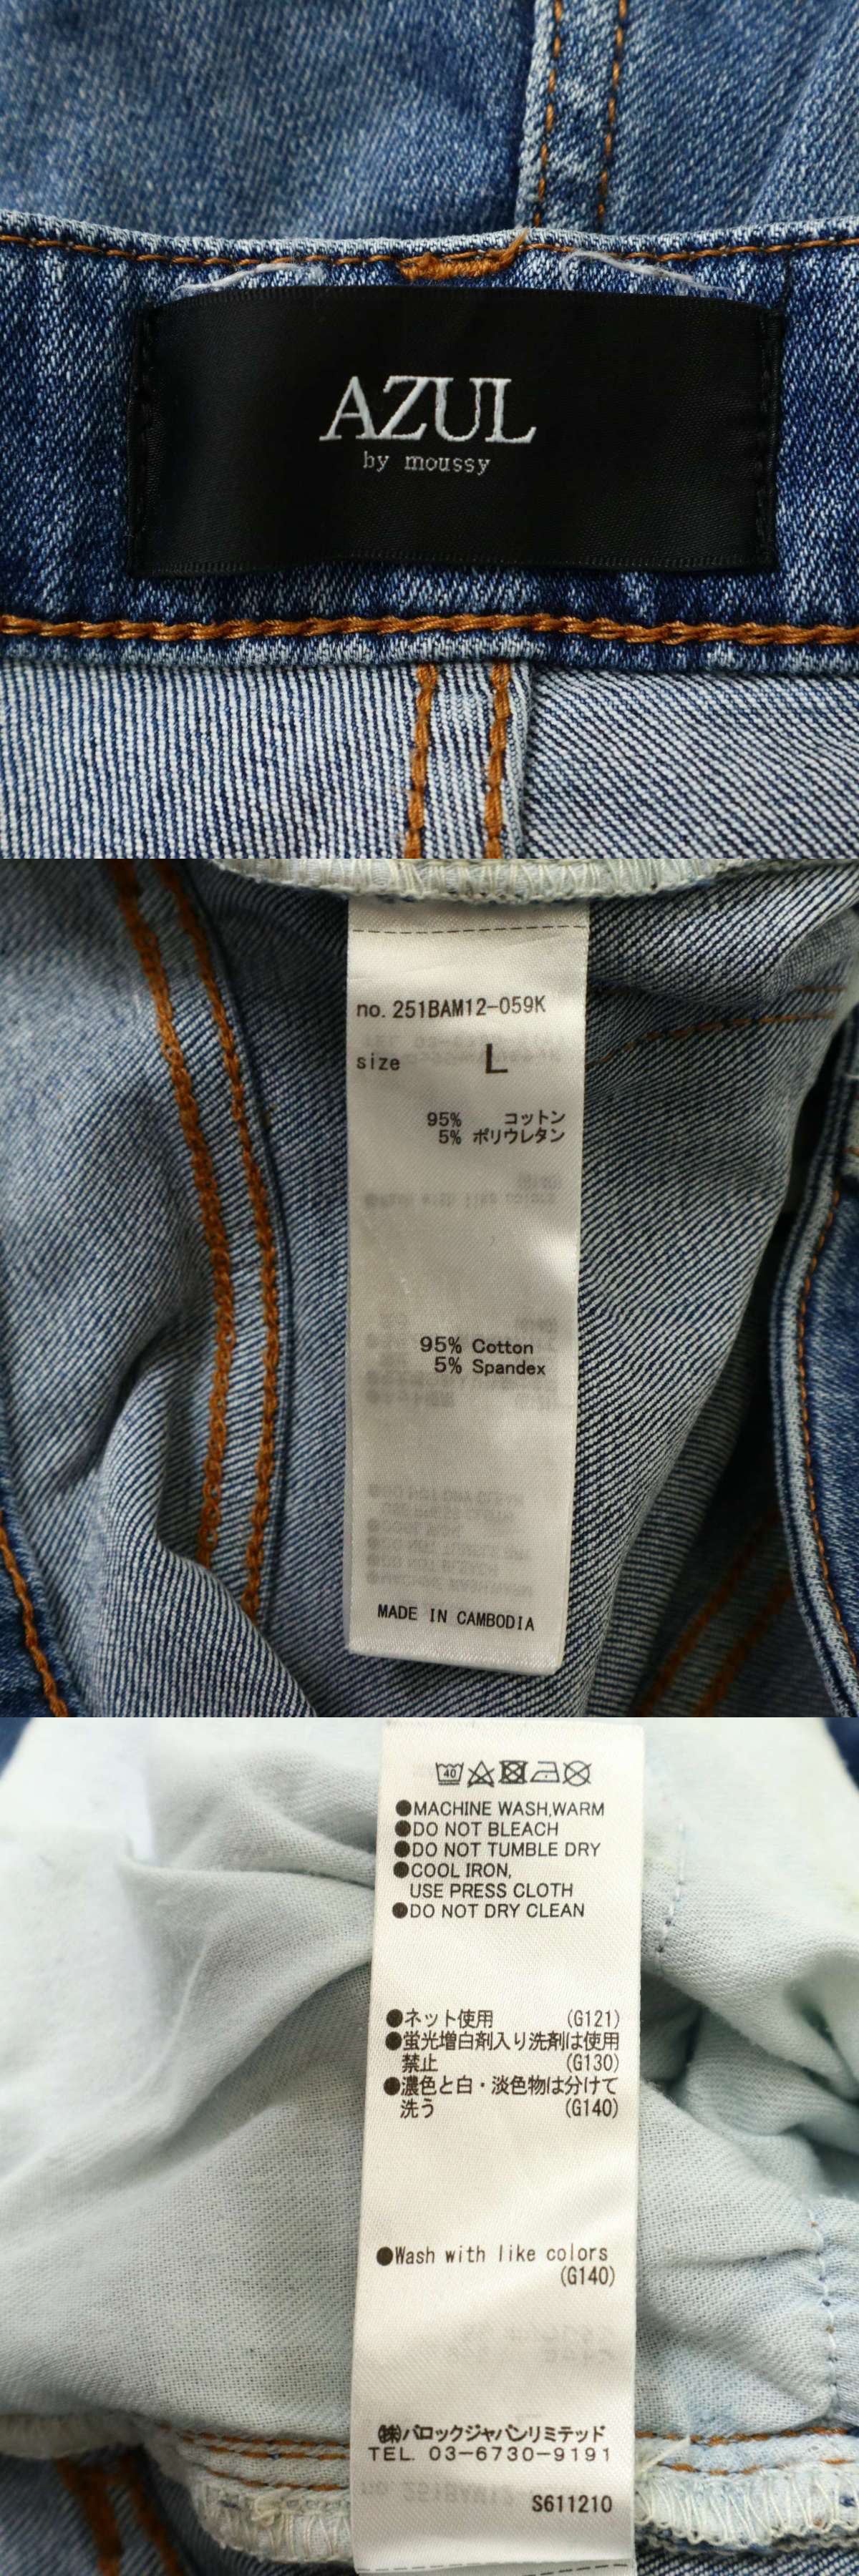 AZUL
by moussy
no. 251BAM12-059K
size L
95% コットン
5% ポリウレタン
95% Cotton
5% Spandex
MADE IN CAMBODIA
40
●MACHINE WASH,WARM
●DO NOT BLEACH
●DO NOT TUMBLE DRY
●COOL IRON,
USE PRESS CLOTH
●DO NOT DRY CLEAN
●ネット使用 (G121)
●蛍光増白剤入り洗剤は使用
禁止 (G130)
●濃色と白・淡色物は分けて
洗う (G140)
●Wash with like colors
(G140)
(株)バロックジャパンリミテッド
TEL. 03-6730-9191
S611210